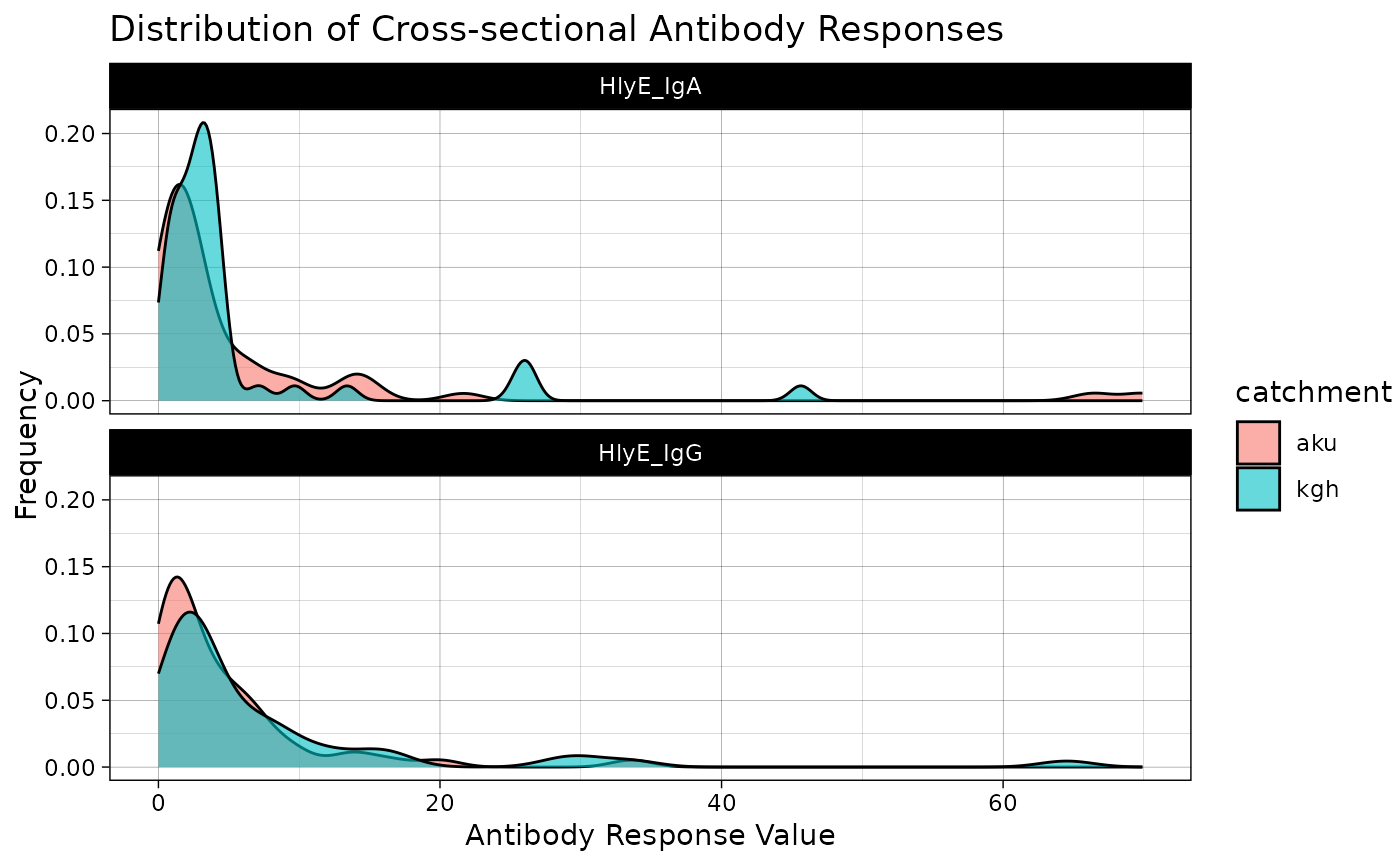 Distribution of Cross-sectional Antibody Responses
HlyE_IgA
0.20
0.15
0.10
0.05
0.00
HlyE_IgG
0.20
0.15
0.10
0.05
0.00
0 20 40 60
Antibody Response Value
Frequency
catchment
aku
kgh